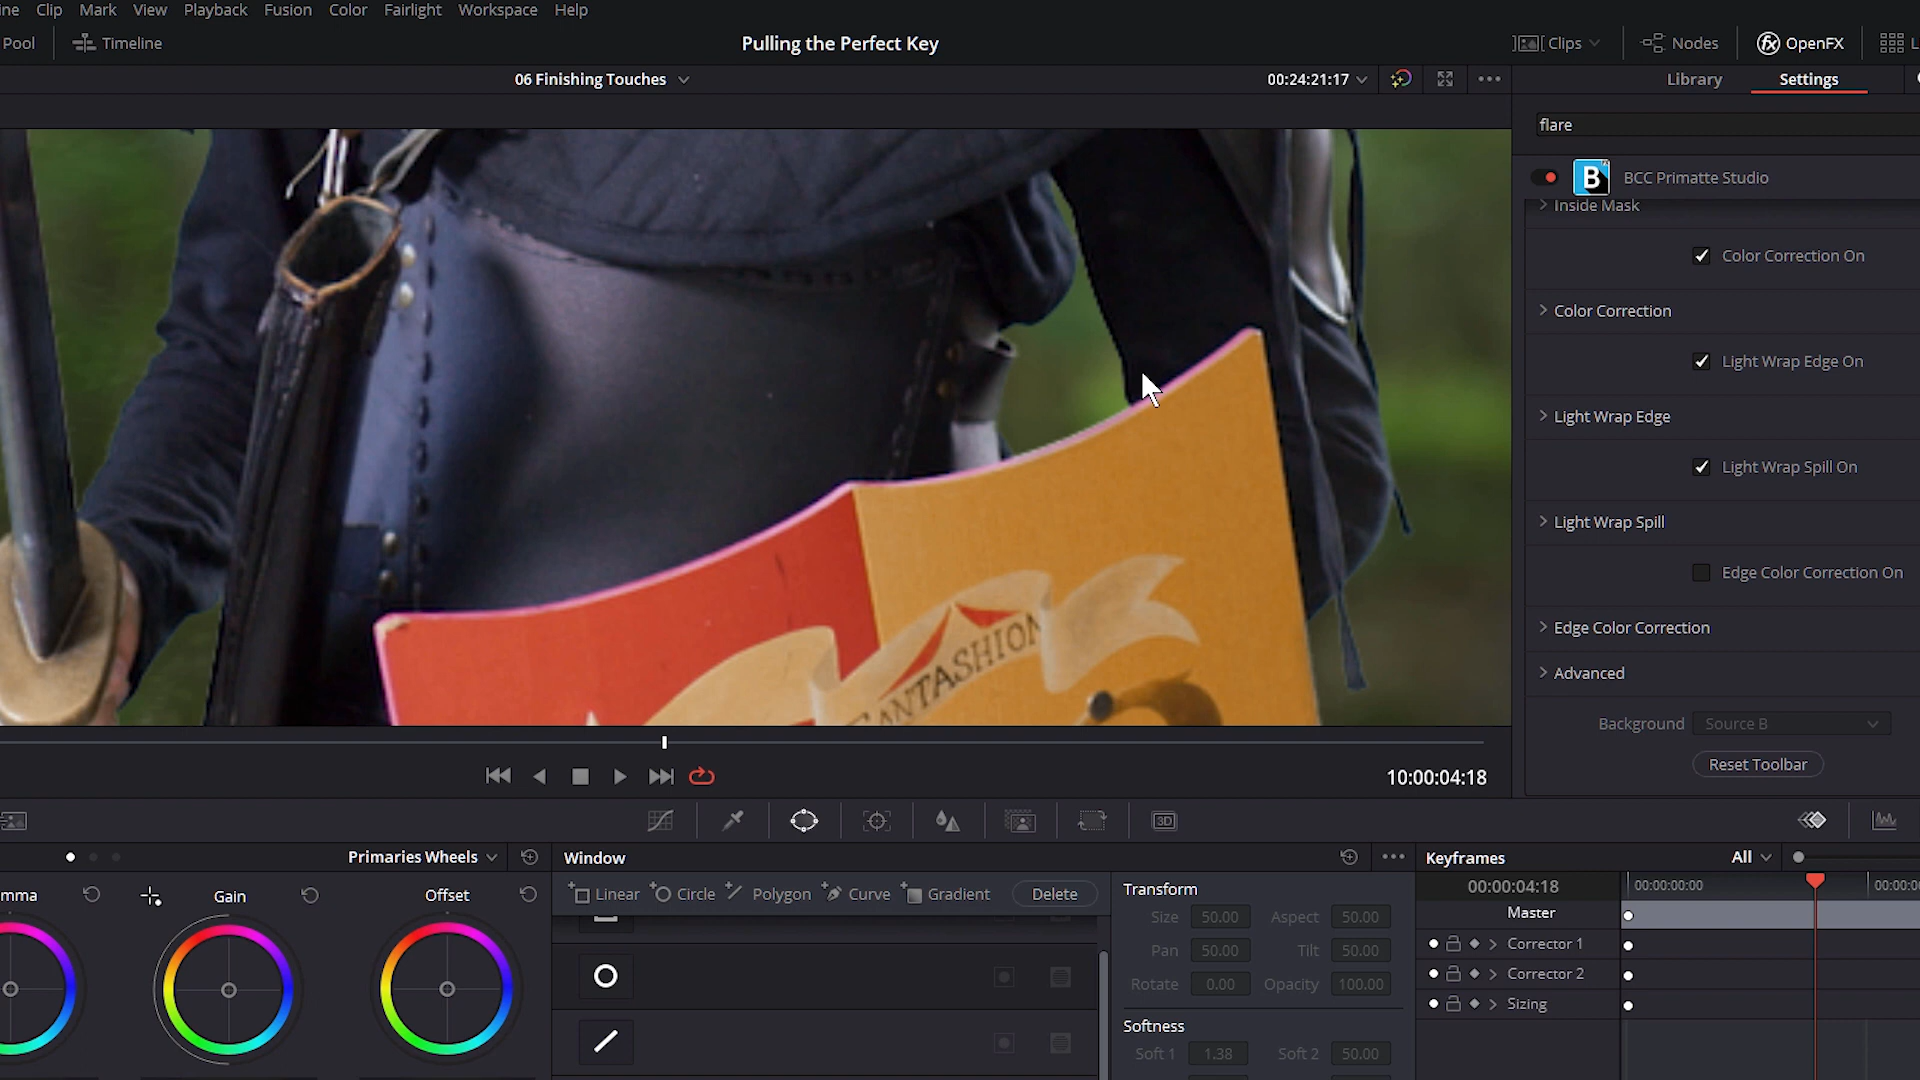 ine Clip Mark View Playback Fusion Color Fairlight Workspace Help
Pool Timeline Pulling the Perfect Key Clips Nodes OpenFX L
06 Finishing Touches 00:24:21:17 Library Settings
flare
B BCC Primatte Studio
Inside Mask
Color Correction On
Color Correction
Light Wrap Edge On
Light Wrap Edge
Light Wrap Spill On
Light Wrap Spill
Edge Color Correction On
Edge Color Correction
Advanced
Background Source B
Reset Toolbar
ANTASHION
10:00:04:18
3D
Primaries Wheels Window Keyframes All
mma Gain Offset
Linear Circle Polygon Curve Gradient Delete
Transform
Size 50.00 Aspect 50.00
Pan 50.00 Tilt 50.00
Rotate 0.00 Opacity 100.00
Softness
Soft 1 1.38 Soft 2 50.00
00:00:04:18 00:00:00:00 00:00:0
Master
Corrector 1
Corrector 2
Sizing